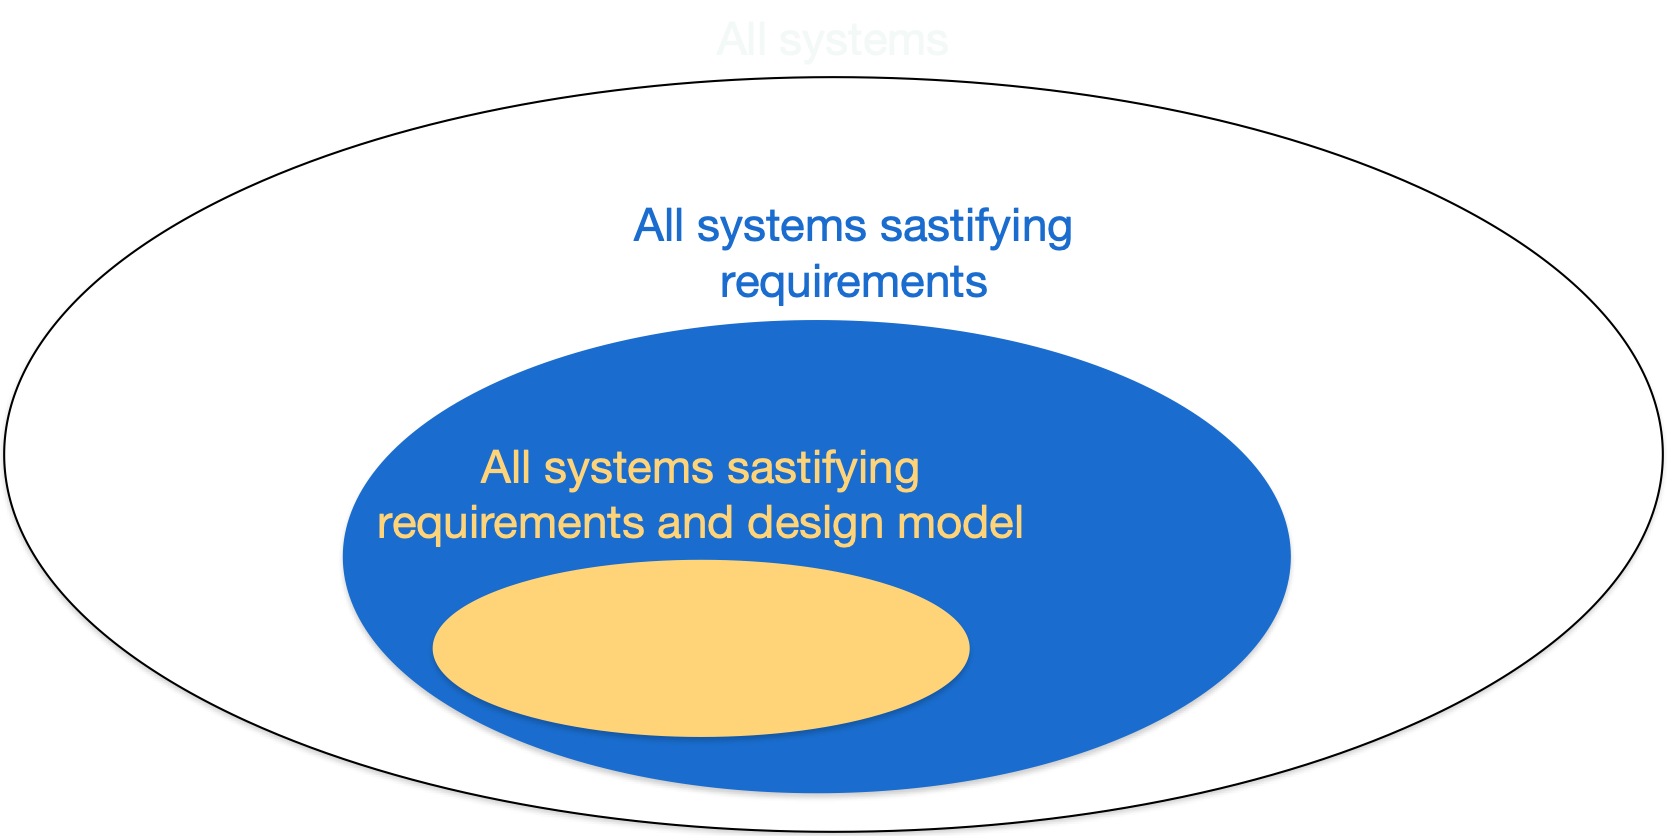 All systems
All systems sastifying
requirements
All systems sastifying
requirements and design model